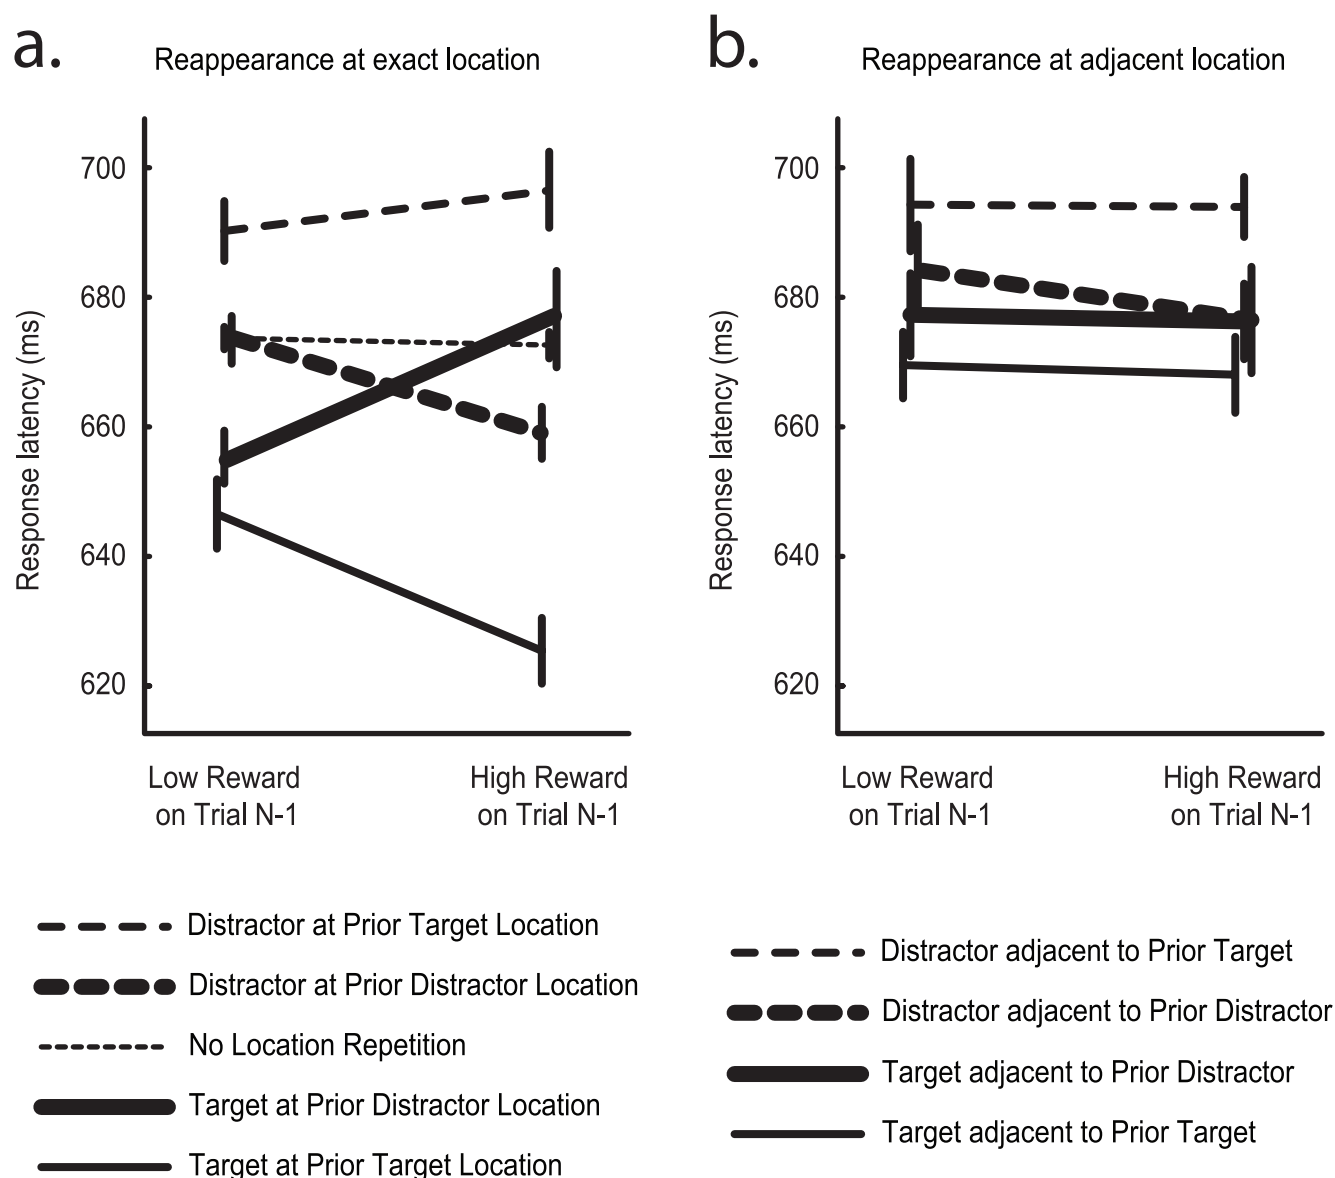 a.
Reappearance at exact location
700
680
660
640
620
Response latency (ms)
Low Reward
on Trial N-1
High Reward
on Trial N-1
Distractor at Prior Target Location
Distractor at Prior Distractor Location
No Location Repetition
Target at Prior Distractor Location
Target at Prior Target Location
b.
Reappearance at adjacent location
700
680
660
640
620
Response latency (ms)
Low Reward
on Trial N-1
High Reward
on Trial N-1
Distractor adjacent to Prior Target
Distractor adjacent to Prior Distractor
Target adjacent to Prior Distractor
Target adjacent to Prior Target